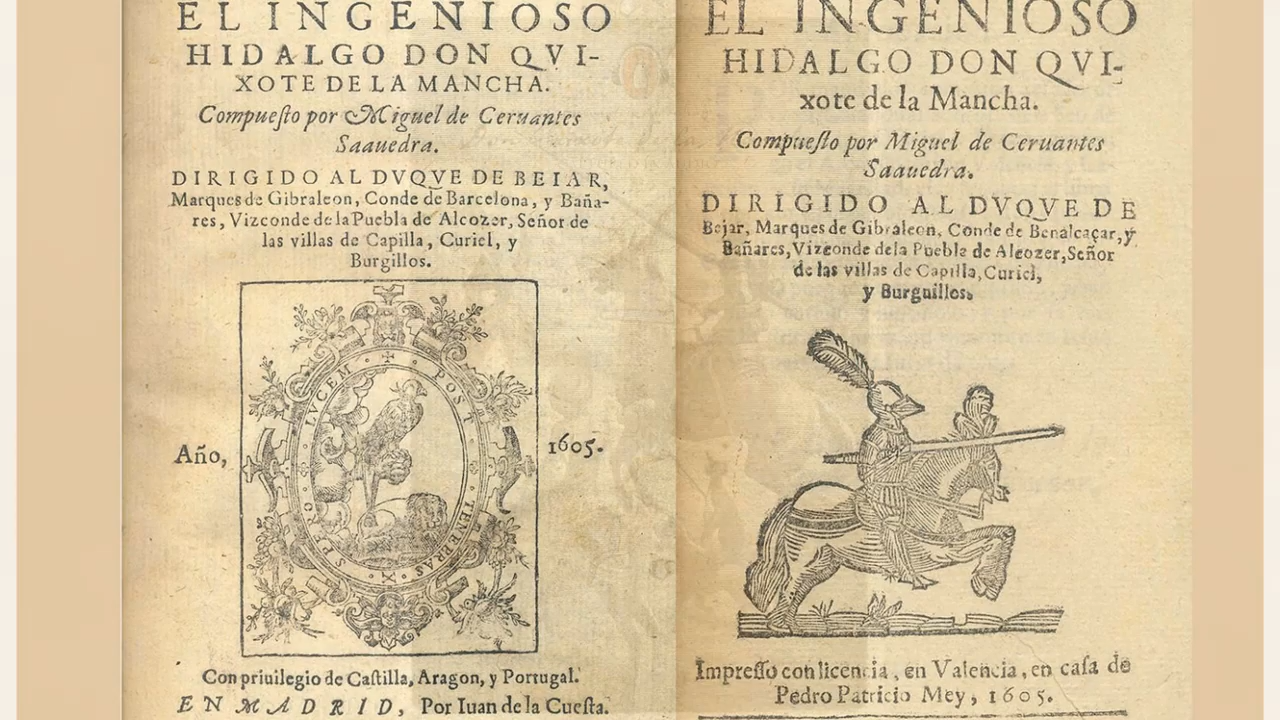 EL INGENIOSO
HIDALGO DON QVI-
XOTE DE LA MANCHA.
Compueſto por Miguel de Ceruantes
Saauedra.
DIRIGIDO AL DVQVE DE BEIAR,
Marques de Gibraleon, Conde de Barcelona, y Baña-
res, Vizconde de la Puebla de Alcozer, Señor de
las villas de Capilla, Curiel, y
Burgillos.
SPERO LVCEM POST TENEBRAS
Año, 1605.
Con priuilegio de Caſtilla, Aragon, y Portugal.
EN MADRID, Por Iuan de la Cueſta.
EL INGENIOSO
HIDALGO DON QVI-
xote de la Mancha.
Compueſto por Miguel de Ceruantes
Saauedra.
DIRIGIDO AL DVQVE DE
Bejar, Marques de Gibraleon, Conde de Benalcaçar, y
Bañares, Vizconde dela Puebla de Alcozer, Señor
de las villas de Capilla, Curiel,
y Burguillos.
Impreſſo con licencia, en Valencia, en caſa de
Pedro Patricio Mey, 1605.